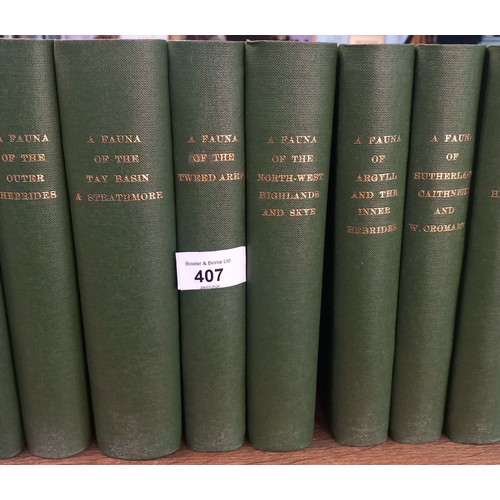 A FAUNA
OF THE
OUTER
HEBRIDES
A FAUNA
OF THE
TAY BASIN
& STRATHMORE
A FAUNA
OF THE
TWEED AREA
Bowler & Binnie Ltd
407
A FAUNA
OF THE
NORTH-WEST
HIGHLANDS
AND SKYE
A FAUNA
OF
ARGYLL
AND THE
INNER
HEBRIDES
A FAUNA
OF
SUTHERLAND
CAITHNESS
AND
W. CROMARTY